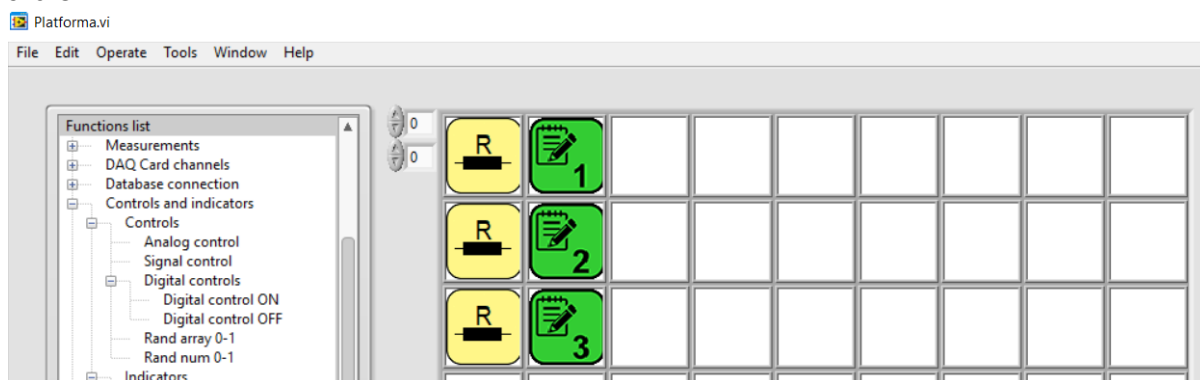 Platforma.vi
File Edit Operate Tools Window Help
Functions list
Measurements
DAQ Card channels
Database connection
Controls and indicators
Controls
Analog control
Signal control
Digital controls
Digital control ON
Digital control OFF
Rand array 0-1
Rand num 0-1
Indicators
0
0
R 1
R 2
R 3